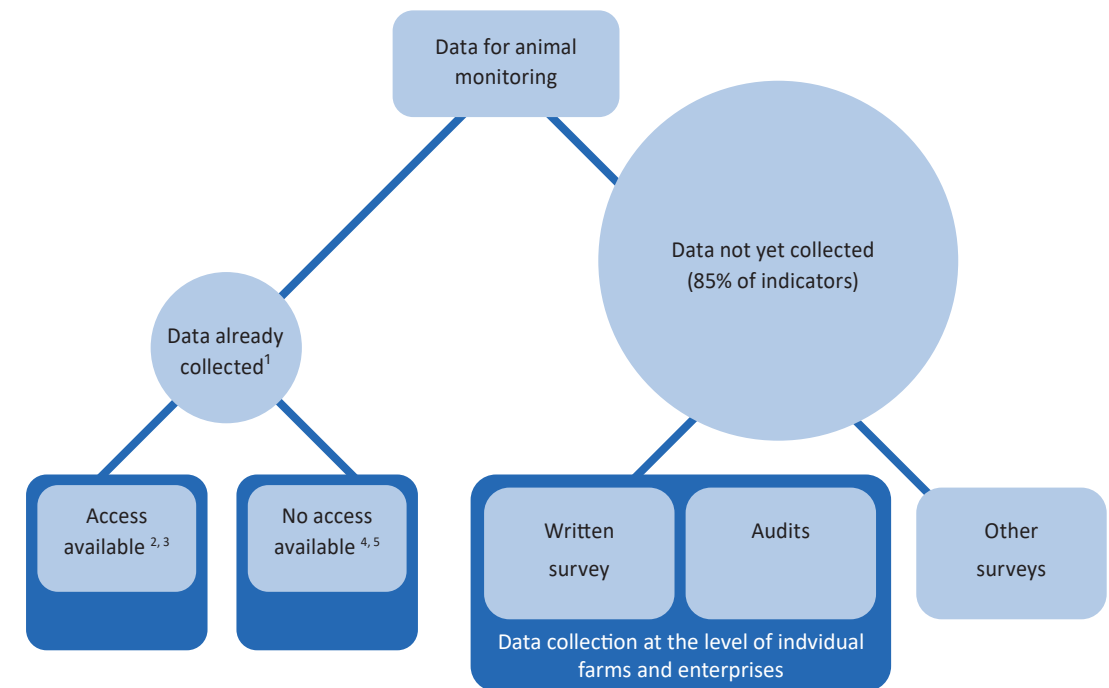 Data for animal
monitoring
Data not yet collected
(85% of indicators)
Data already
collected¹
Access
available ²,³
No access
available ⁴,⁵
Written
survey
Audits
Other
surveys
Data collection at the level of indvidual
farms and enterprises